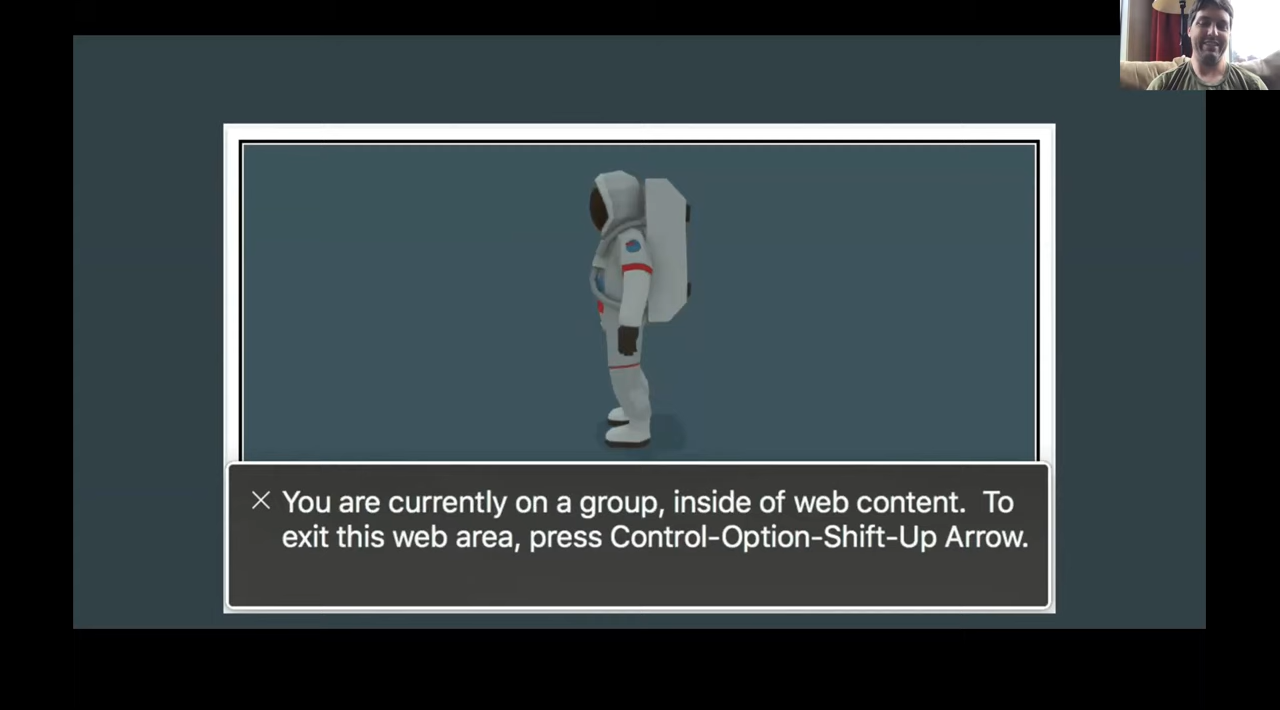 You are currently on a group, inside of web content.  To
exit this web area, press Control-Option-Shift-Up Arrow.